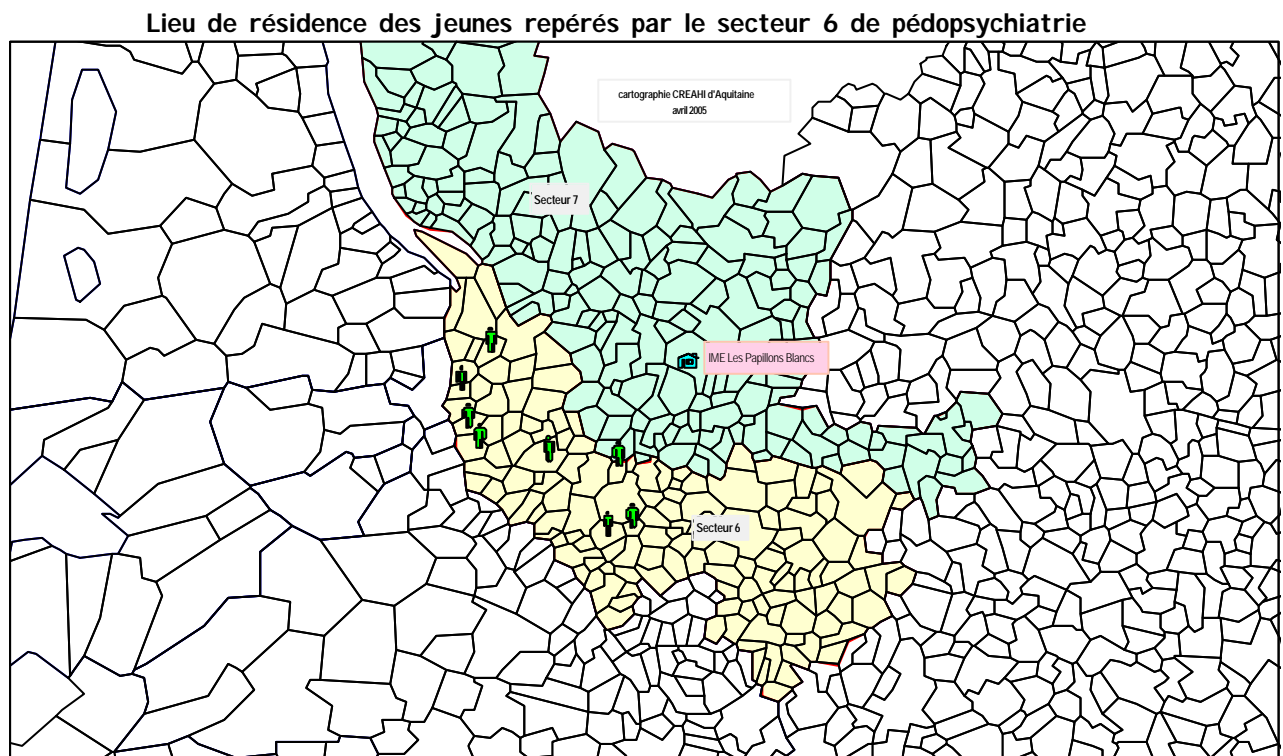 Lieu de résidence des jeunes repérés par le secteur 6 de pédopsychiatrie
cartographie CREAHI d'Aquitaine
avril 2005
Secteur 7
IME Les Papillons Blancs
Secteur 6